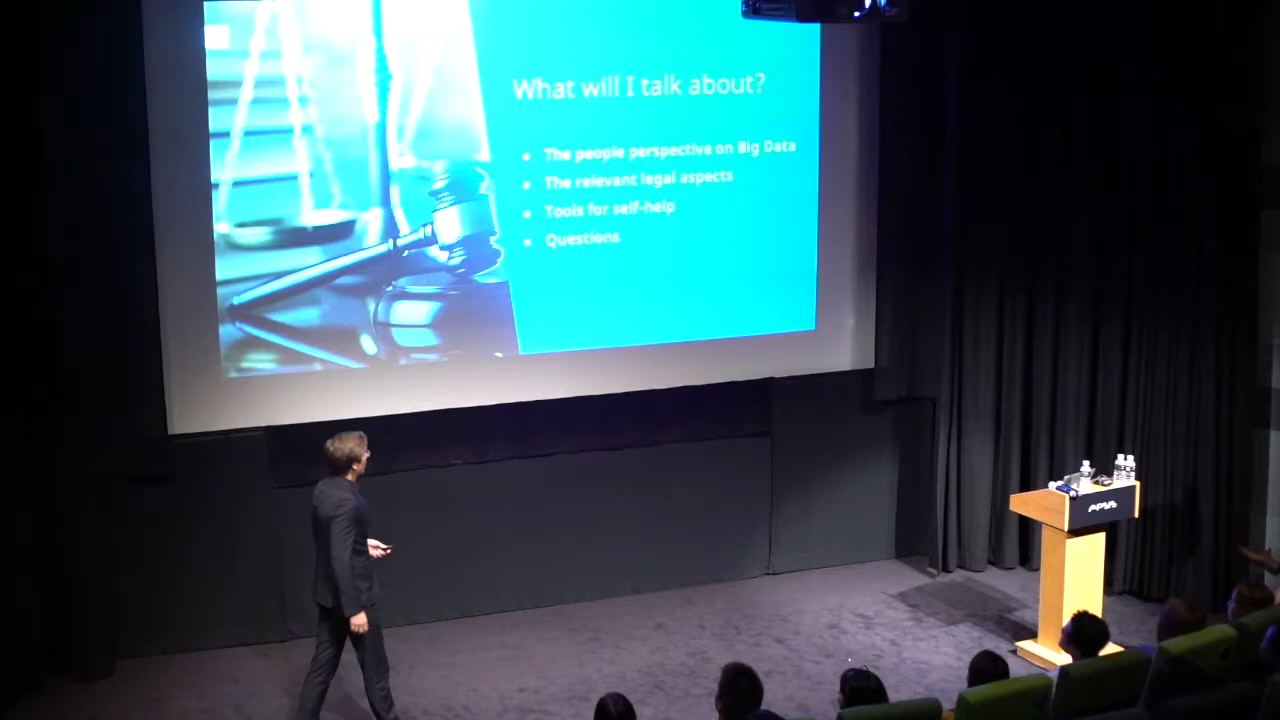 What will I talk about?
• The people perspective on Big Data
• The relevant legal aspects
• Tools for self-help
• Questions